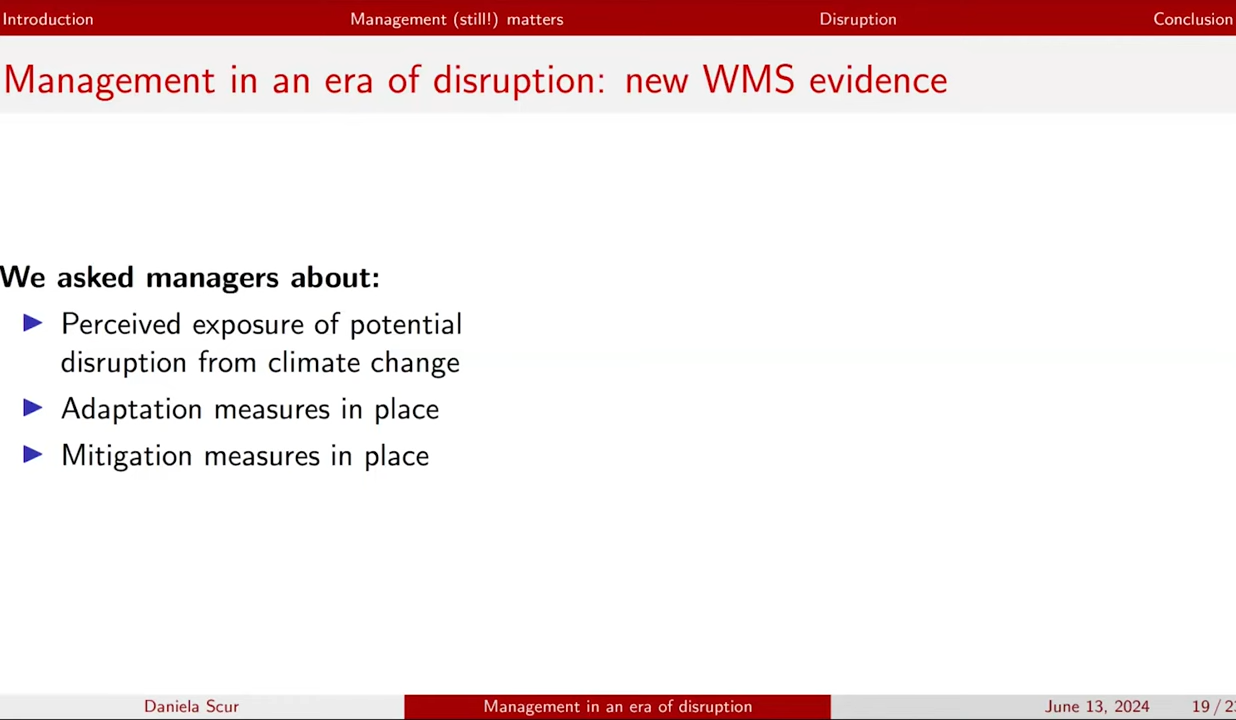 Introduction Management (still!) matters Disruption Conclusion
Management in an era of disruption: new WMS evidence
We asked managers about:
Perceived exposure of potential
disruption from climate change
Adaptation measures in place
Mitigation measures in place
Daniela Scur Management in an era of disruption June 13, 2024 19 /